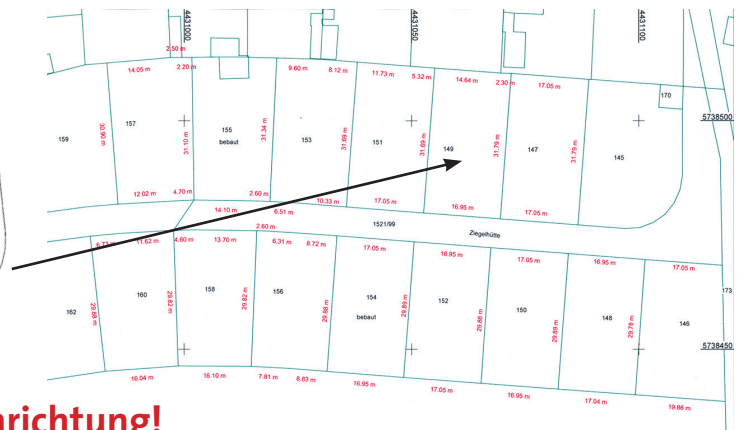 4431000
4431050
4431100
2.50 m
14.05 m 2.20 m 9.60 m 8.12 m 11.73 m 5.32 m 14.64 m 2.30 m 17.05 m
170
5738500
159 30.90 m 157 31.10 m 155 31.34 m 153 31.69 m 151 31.69 m 149 31.79 m 147 31.79 m 145
bebaut
12.02 m 4.70 m 2.60 m 10.33 m 17.05 m 16.95 m 17.05 m
14.10 m 6.51 m
2.60 m 1521/99 Ziegelhütte
11.62 m 4.60 m 13.70 m 6.31 m 8.72 m 17.05 m 16.95 m 17.05 m 16.95 m 17.05 m
162 29.68 m 160 29.62 m 158 29.62 m 156 29.88 m 154 29.89 m 152 29.88 m 150 29.89 m 148 29.78 m 146 173
bebaut
5738450
16.04 m 16.10 m 7.81 m 8.63 m 16.95 m 17.05 m 16.95 m 17.04 m 19.86 m
richtung!